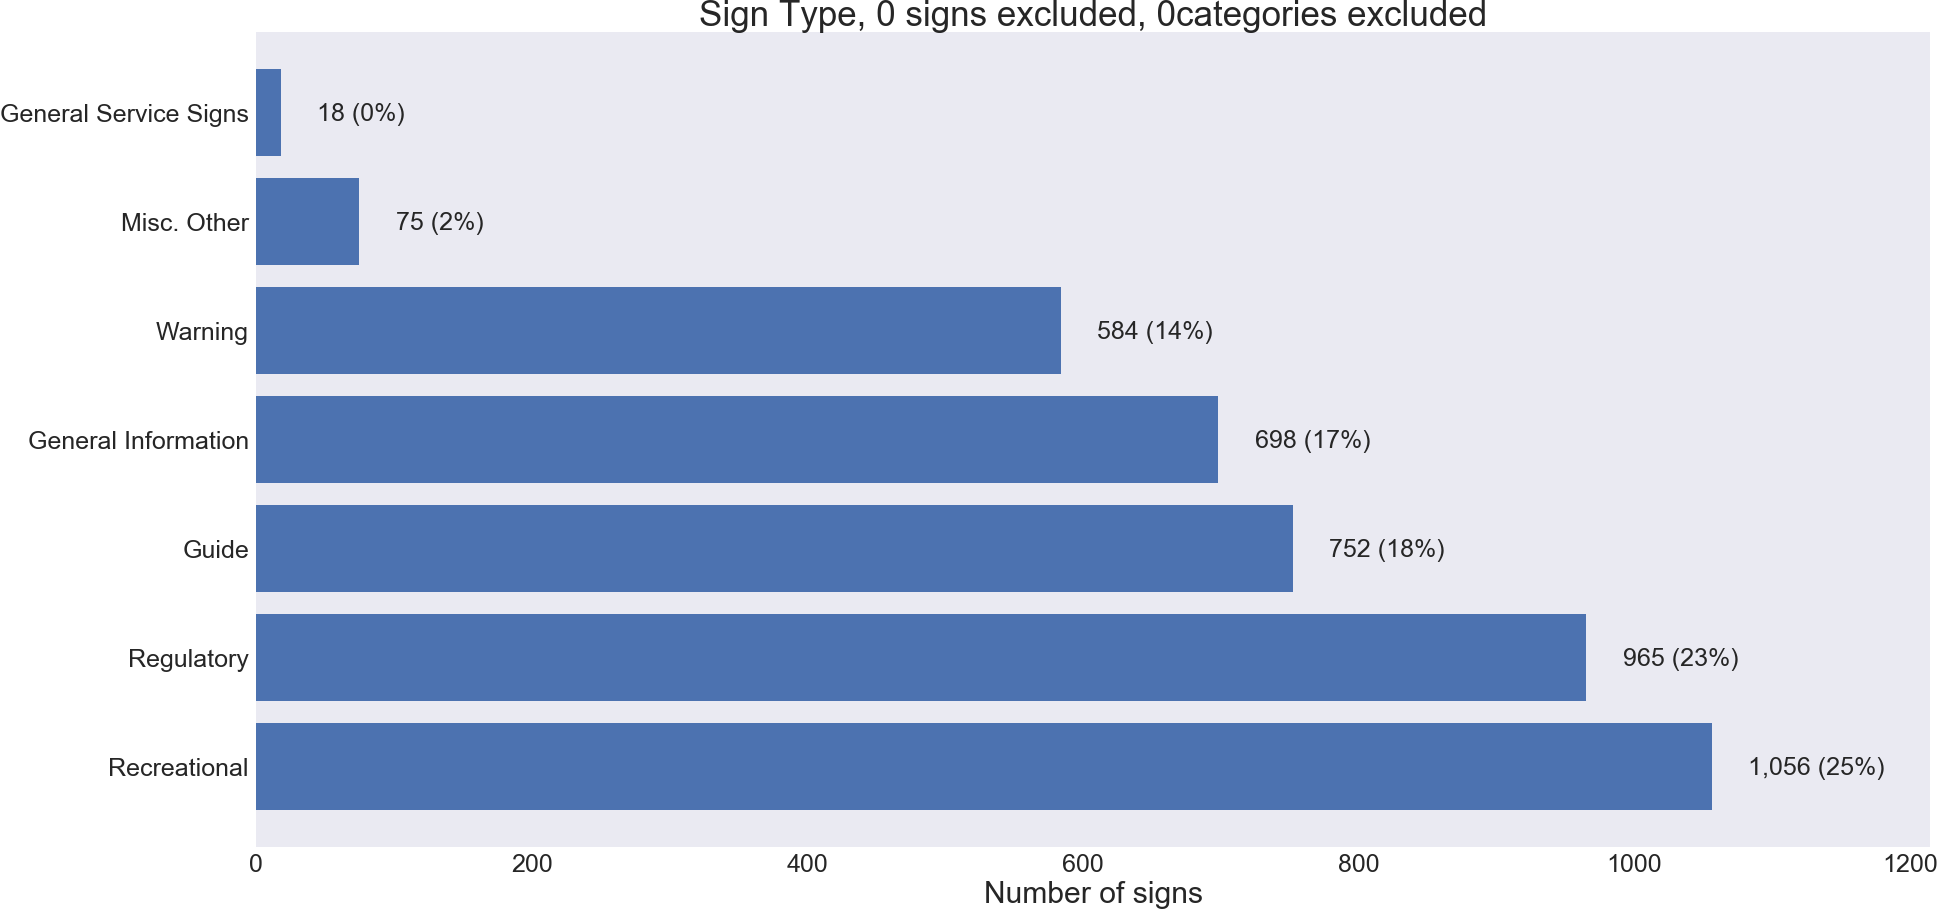 Sign Type, 0 signs excluded, 0categories excluded
General Service Signs 18 (0%)
Misc. Other 75 (2%)
Warning 584 (14%)
General Information 698 (17%)
Guide 752 (18%)
Regulatory 965 (23%)
Recreational 1,056 (25%)
0 200 400 600 800 1000 1200
Number of signs